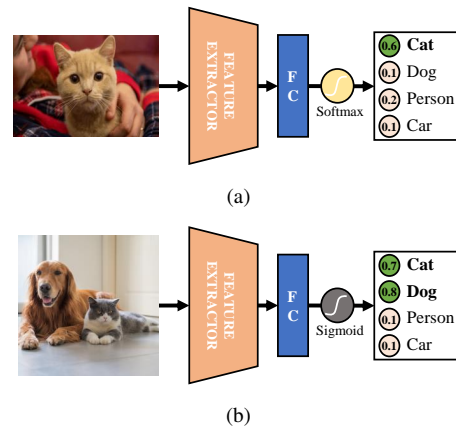 FEATURE
EXTRACTOR
F
C
Softmax
0.6 Cat
0.1 Dog
0.2 Person
0.1 Car
(a)
FEATURE
EXTRACTOR
F
C
Sigmoid
0.7 Cat
0.8 Dog
0.1 Person
0.1 Car
(b)